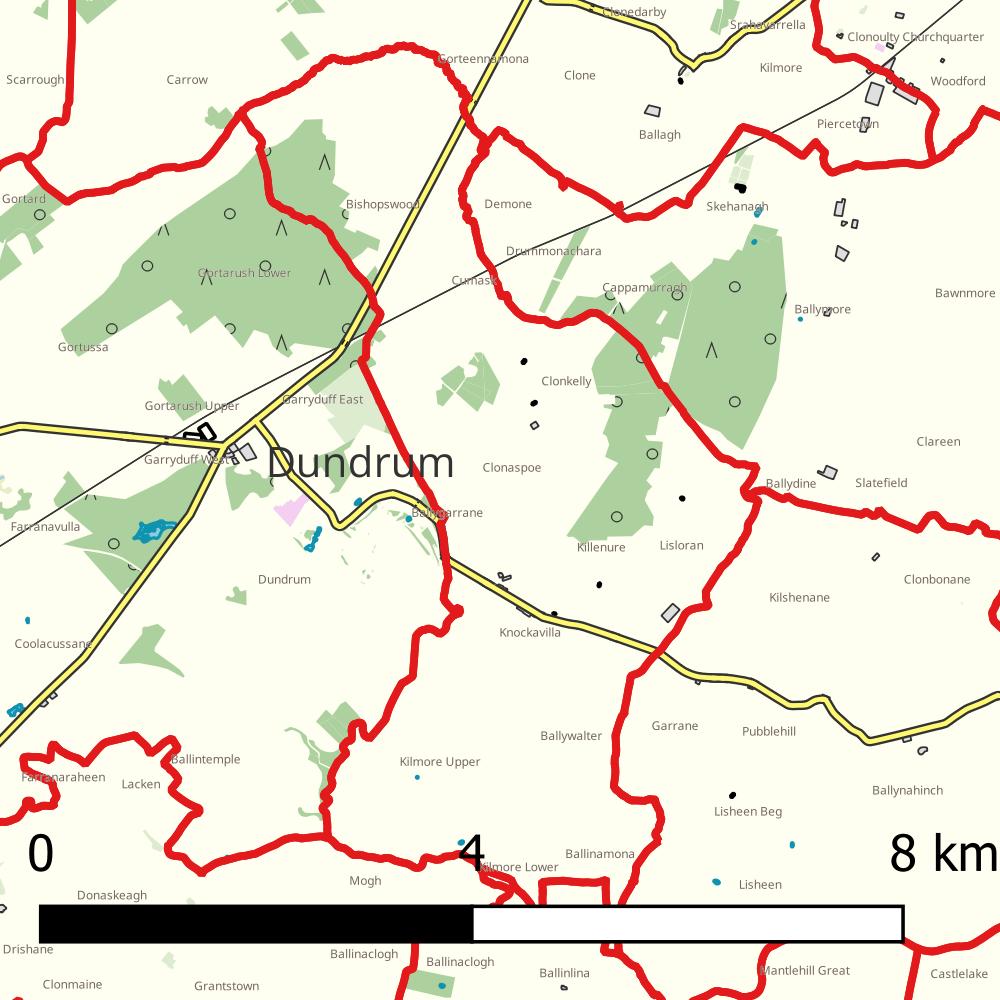 Clonedarby
Srahavarrella
Clonoulty Churchquarter
Gorteennamona
Scarrough
Carrow
Clone
Kilmore
Woodford
Piercetown
Ballagh
Gortard
Bishopswood
Demone
Skehanagh
Drummonachara
Gortarush Lower
Cumask
Cappamurragh
Bawnmore
Ballymore
Gortussa
Clonkelly
Gortarush Upper
Garryduff East
Clareen
Garryduff West
Dundrum
Clonaspoe
Ballydine
Slatefield
Farranavulla
Ballygarrane
Killenure
Lisloran
Dundrum
Clonbonane
Kilshenane
Coolacussane
Knockavilla
Garrane
Pubblehill
Ballywalter
Ballintemple
Kilmore Upper
Farranaraheen
Lacken
Ballynahinch
Lisheen Beg
0 4 8 km
Ballinamona
Kilmore Lower
Mogh
Lisheen
Donaskeagh
Drishane
Ballinaclogh
Ballinaclogh
Ballinlina
Mantlehill Great
Castlelake
Clonmaine
Grantstown